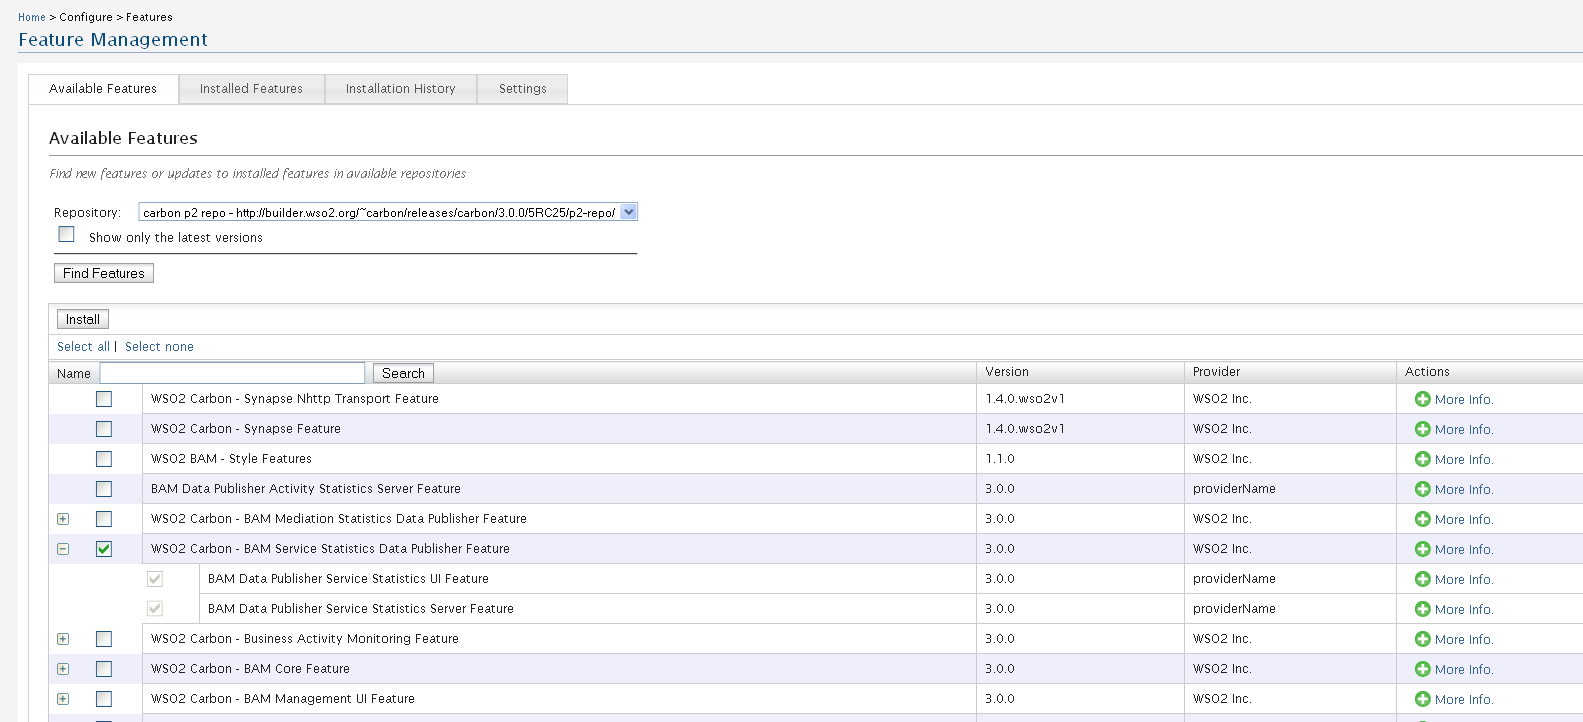 Home > Configure > Features
Feature Management
Available Features Installed Features Installation History Settings
Available Features
Find new features or updates to installed features in available repositories
Repository: carbon p2 repo - http://builder.wso2.org/~carbon/releases/carbon/3.0.0/5RC25/p2-repo/
Show only the latest versions
Find Features
Install
Select all | Select none
Name Search Version Provider Actions
WSO2 Carbon - Synapse Nhttp Transport Feature 1.4.0.wso2v1 WSO2 Inc. More Info.
WSO2 Carbon - Synapse Feature 1.4.0.wso2v1 WSO2 Inc. More Info.
WSO2 BAM - Style Features 1.1.0 WSO2 Inc. More Info.
BAM Data Publisher Activity Statistics Server Feature 3.0.0 providerName More Info.
WSO2 Carbon - BAM Mediation Statistics Data Publisher Feature 3.0.0 WSO2 Inc. More Info.
WSO2 Carbon - BAM Service Statistics Data Publisher Feature 3.0.0 WSO2 Inc. More Info.
BAM Data Publisher Service Statistics UI Feature 3.0.0 providerName More Info.
BAM Data Publisher Service Statistics Server Feature 3.0.0 providerName More Info.
WSO2 Carbon - Business Activity Monitoring Feature 3.0.0 WSO2 Inc. More Info.
WSO2 Carbon - BAM Core Feature 3.0.0 WSO2 Inc. More Info.
WSO2 Carbon - BAM Management UI Feature 3.0.0 WSO2 Inc. More Info.